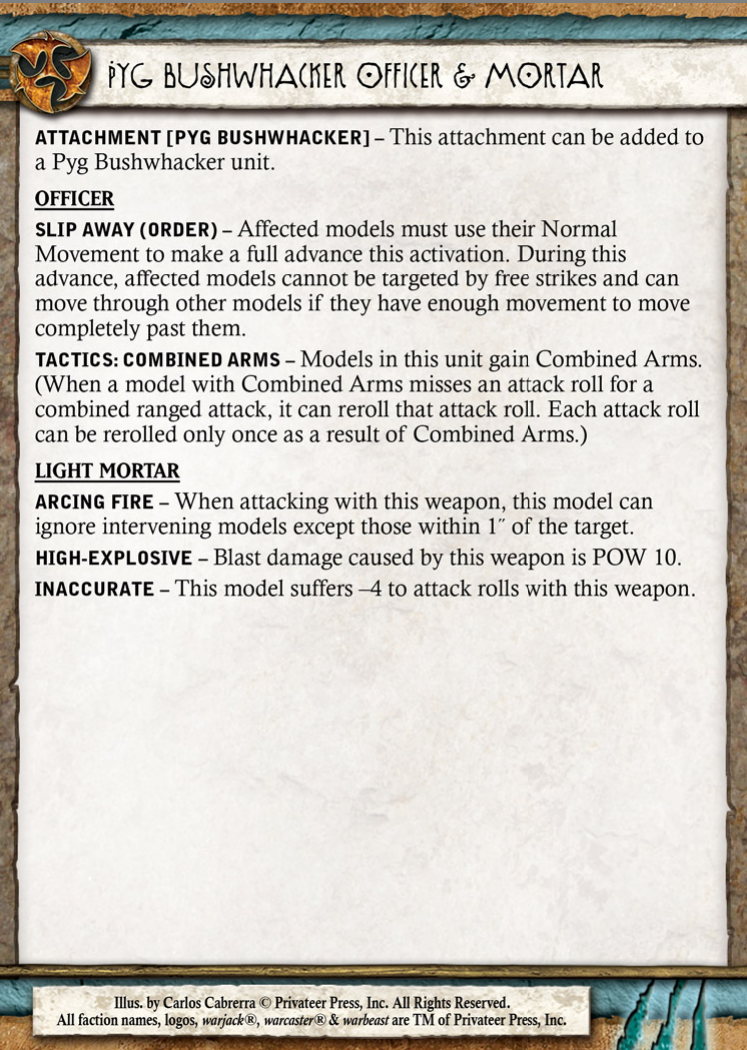 PYG BUSHWHACKER OFFICER & MORTAR
ATTACHMENT [PYG BUSHWHACKER] – This attachment can be added to
a Pyg Bushwhacker unit.
OFFICER
SLIP AWAY (ORDER) – Affected models must use their Normal
Movement to make a full advance this activation. During this
advance, affected models cannot be targeted by free strikes and can
move through other models if they have enough movement to move
completely past them.
TACTICS: COMBINED ARMS – Models in this unit gain Combined Arms.
(When a model with Combined Arms misses an attack roll for a
combined ranged attack, it can reroll that attack roll. Each attack roll
can be rerolled only once as a result of Combined Arms.)
LIGHT MORTAR
ARCING FIRE – When attacking with this weapon, this model can
ignore intervening models except those within 1″ of the target.
HIGH-EXPLOSIVE – Blast damage caused by this weapon is POW 10.
INACCURATE – This model suffers –4 to attack rolls with this weapon.
Illus. by Carlos Cabrerra © Privateer Press, Inc. All Rights Reserved.
All faction names, logos, warjack®, warcaster® & warbeast are TM of Privateer Press, Inc.